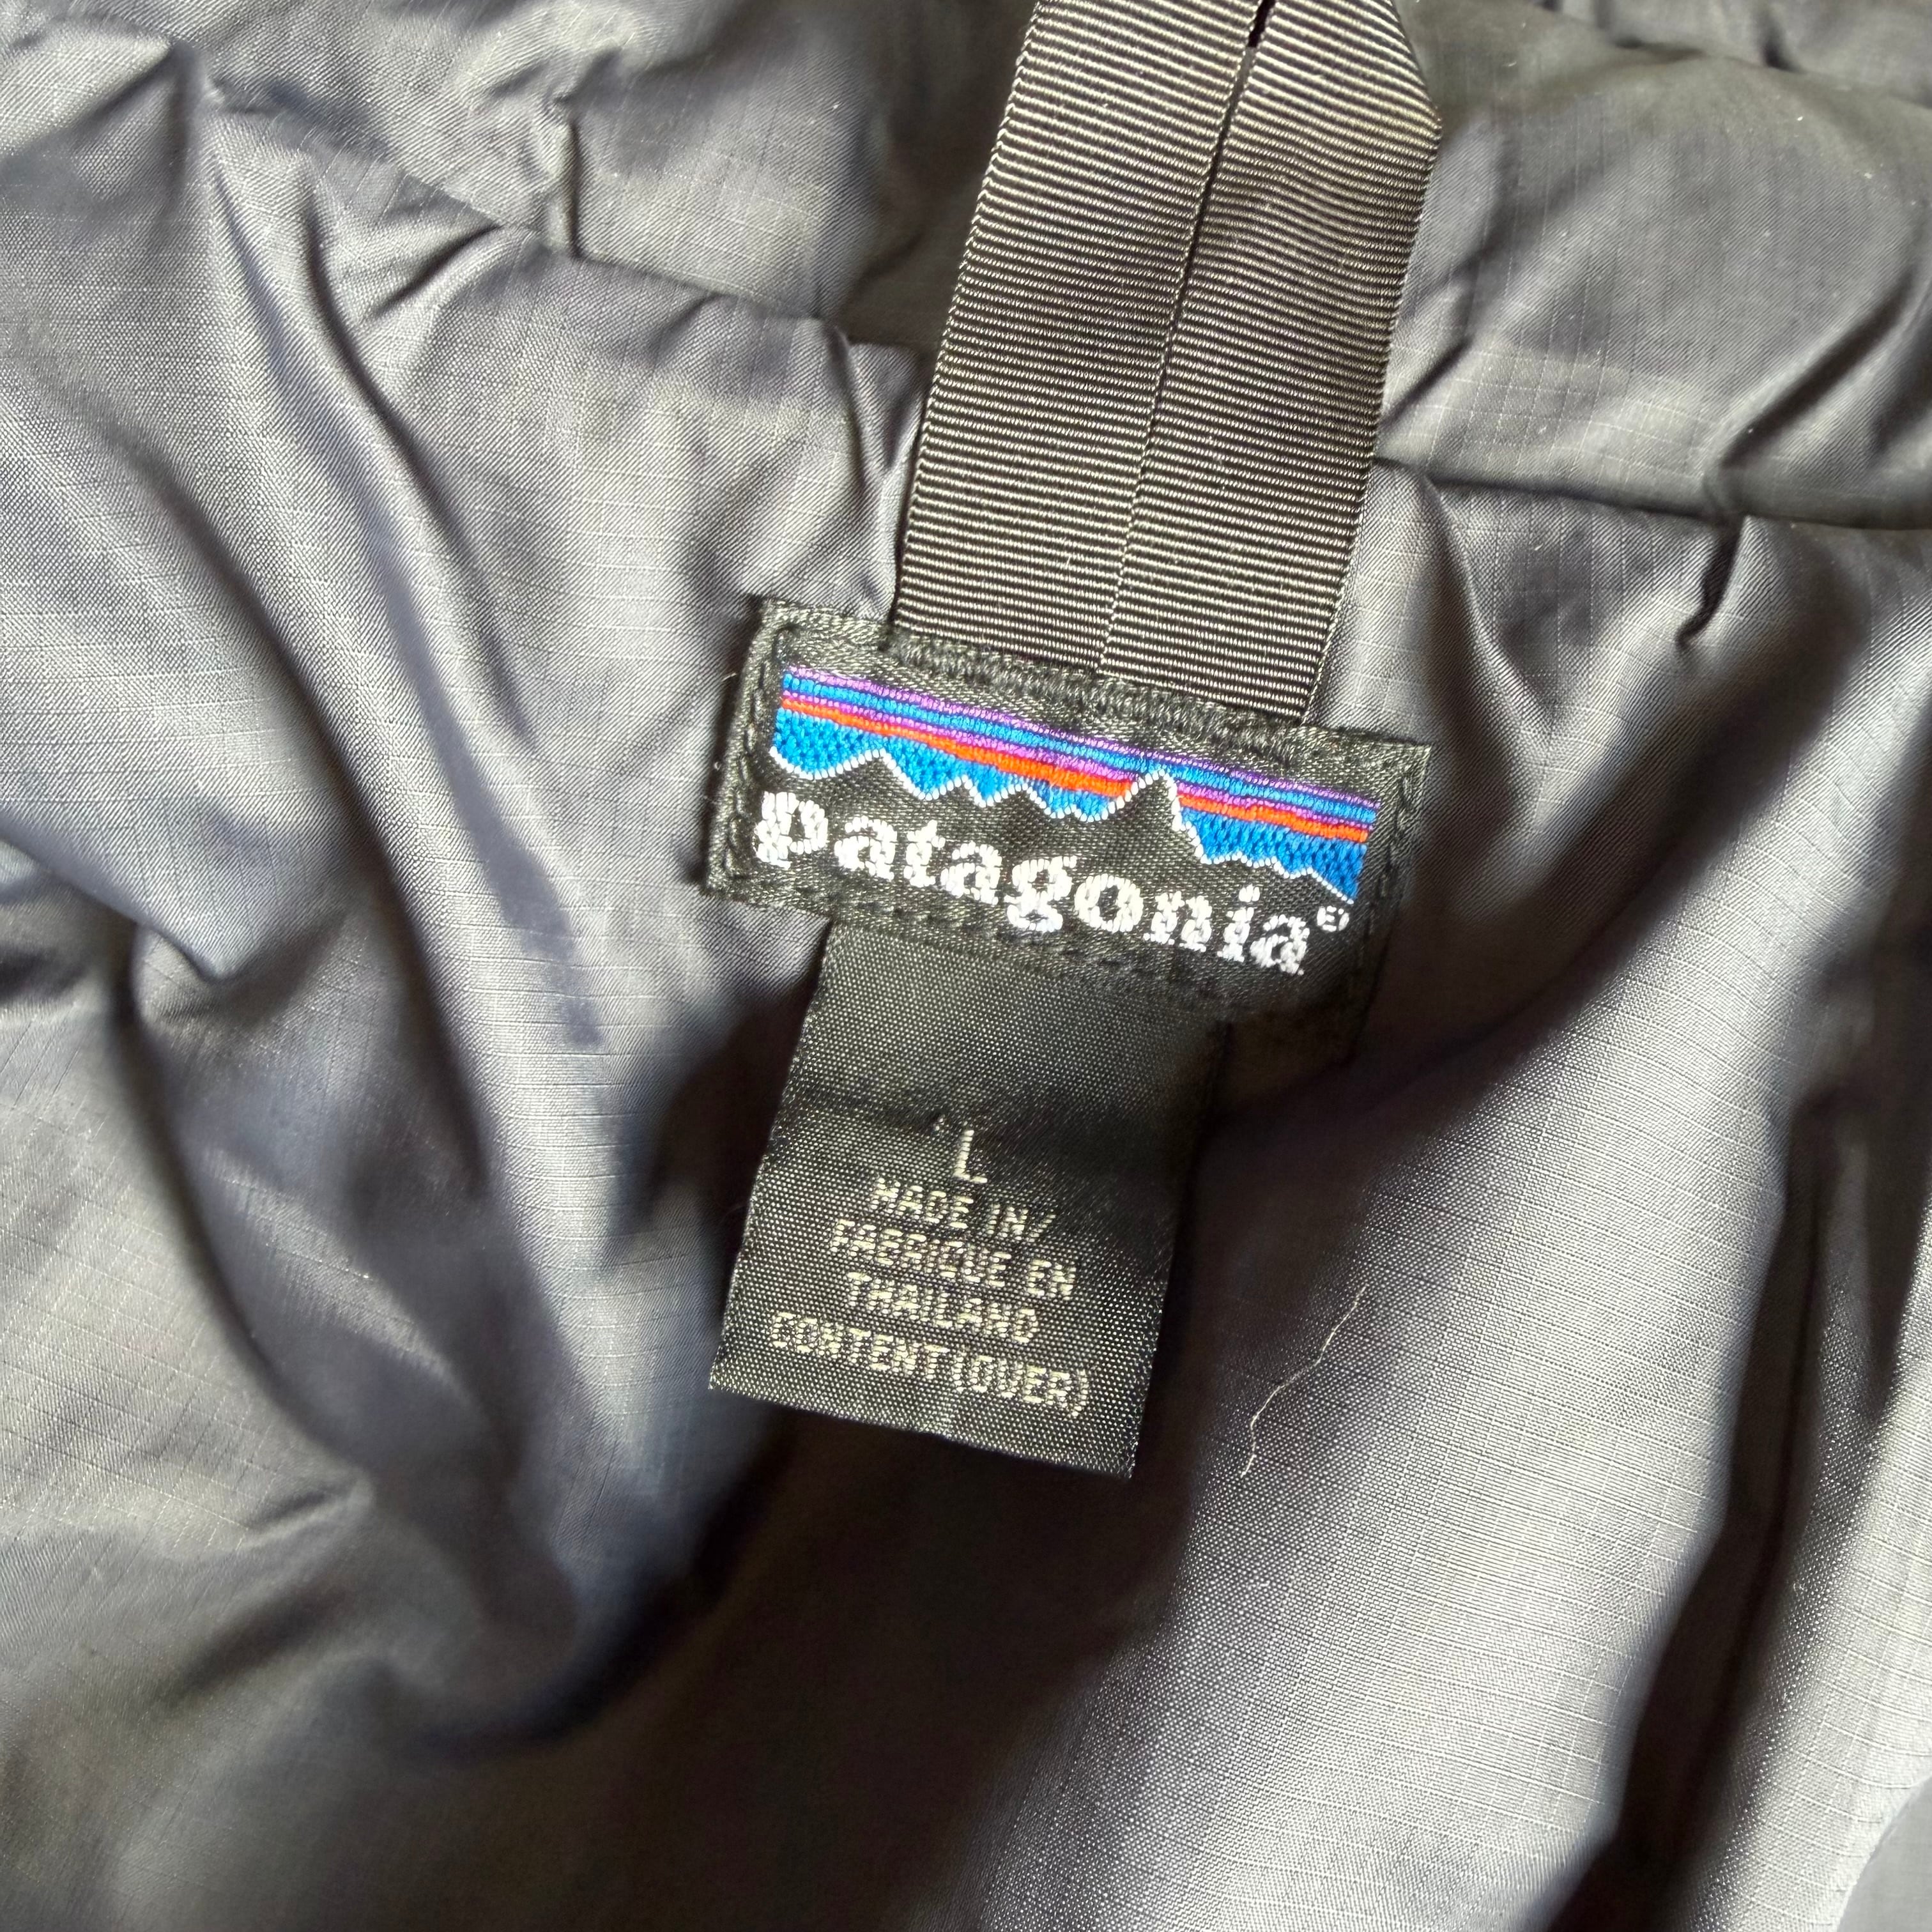 patagonia®
L
MADE IN/
FABRIQUE EN
THAILAND
CONTENT (OVER)